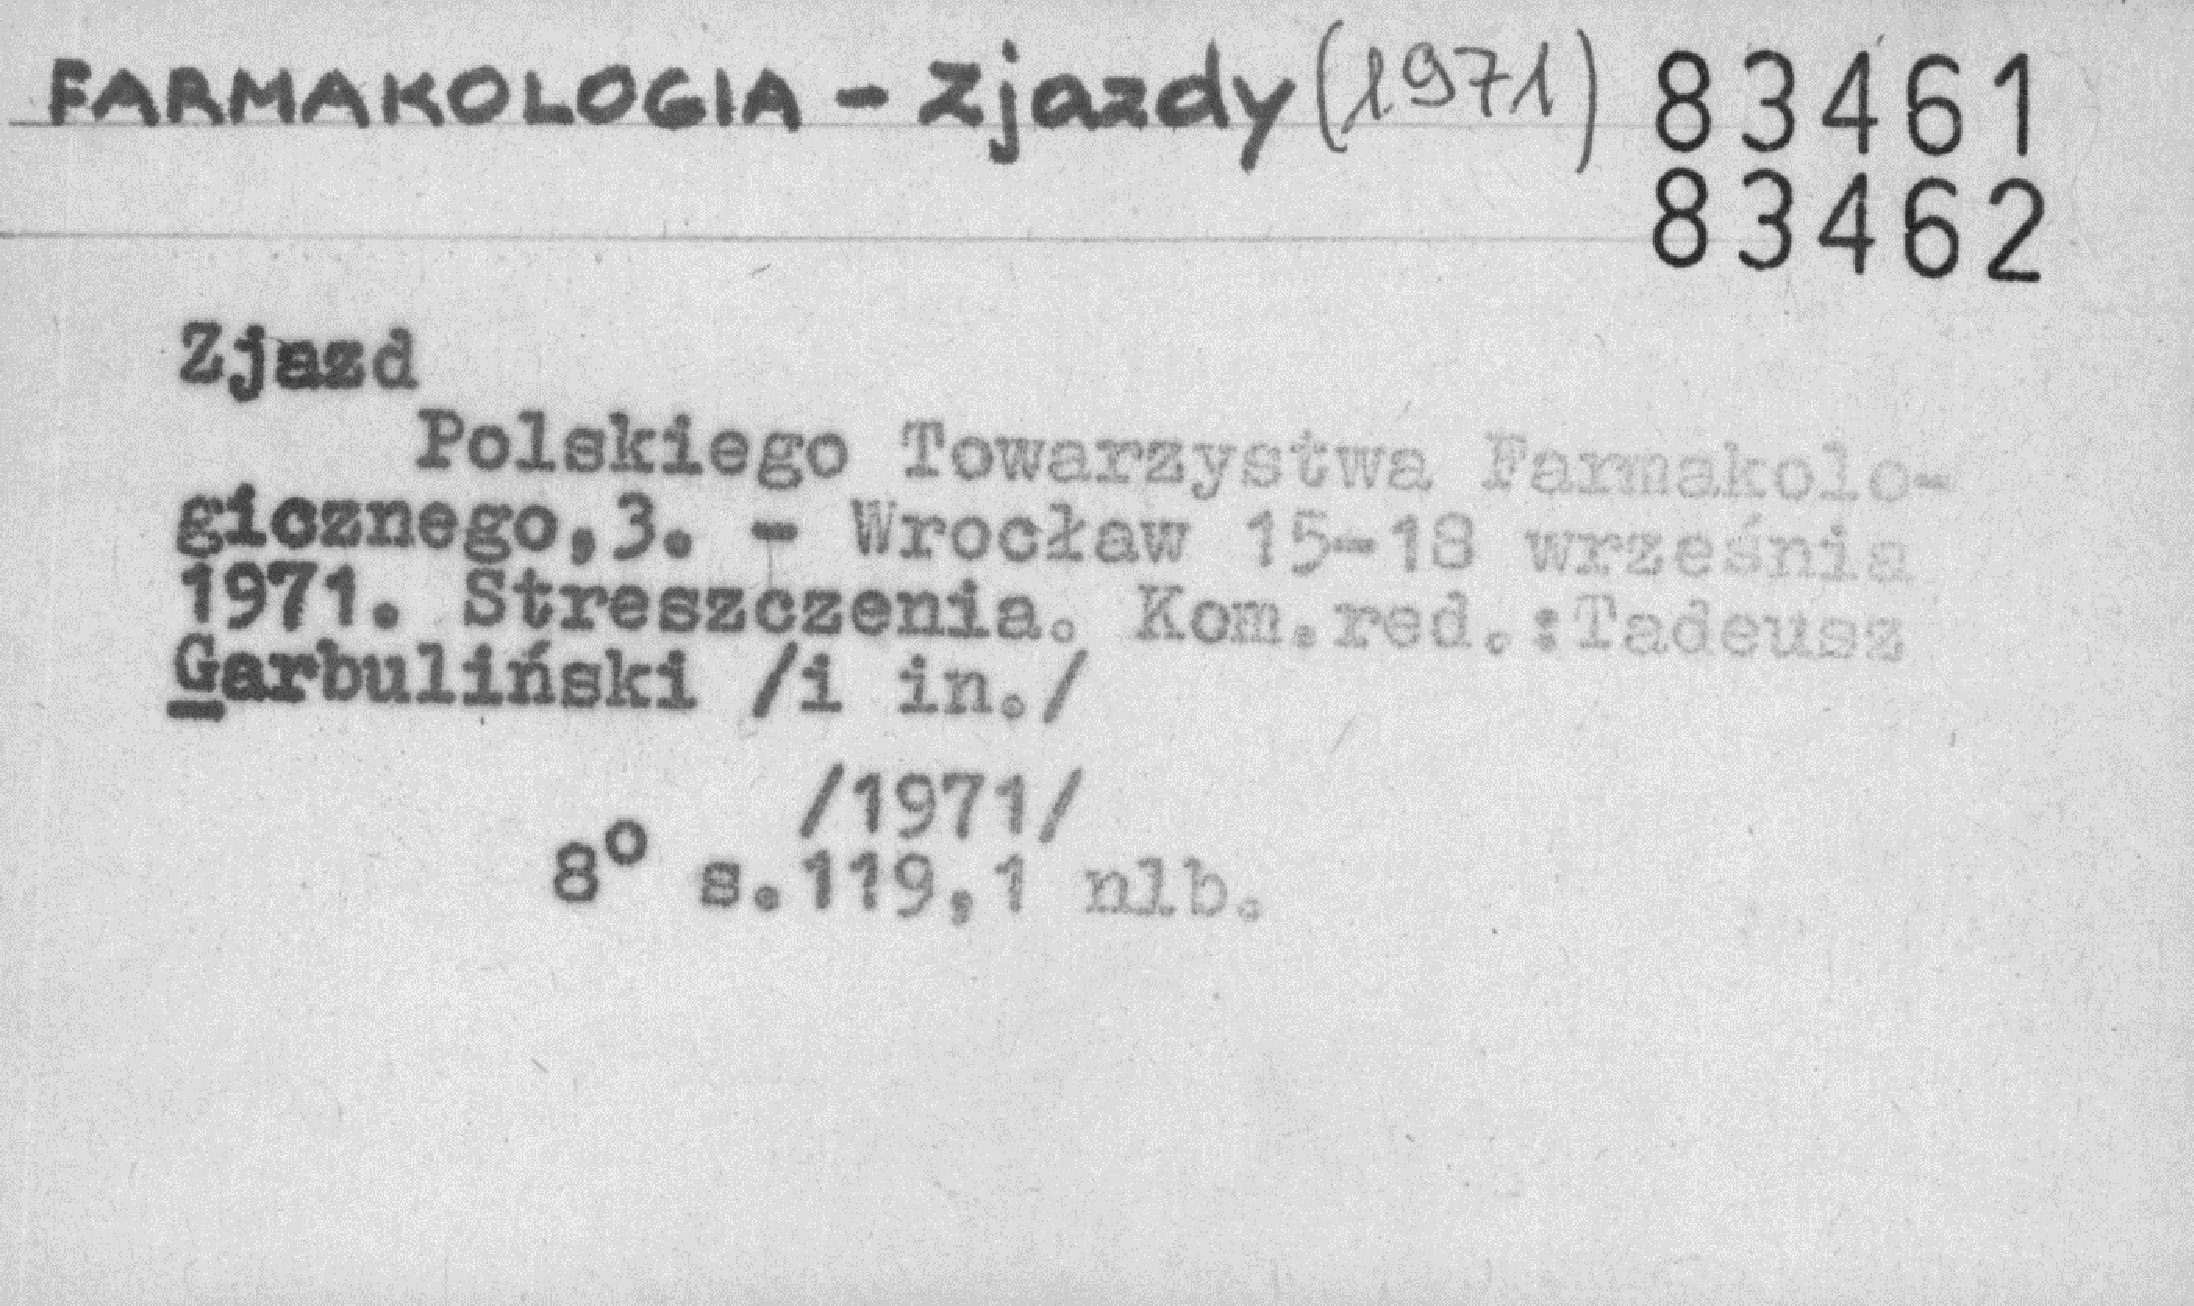 FARMAKOLOGIA - Zjazdy (1971) 83461
83462
Zjazd
Polskiego Towarzystwa Farmakolo-
gicznego,3. - Wrocław 15-18 września
1971. Streszczenia. Kom.red.:Tadeusz
Garbuliński /i in./
/1971/
8° s.119,1 nlb.